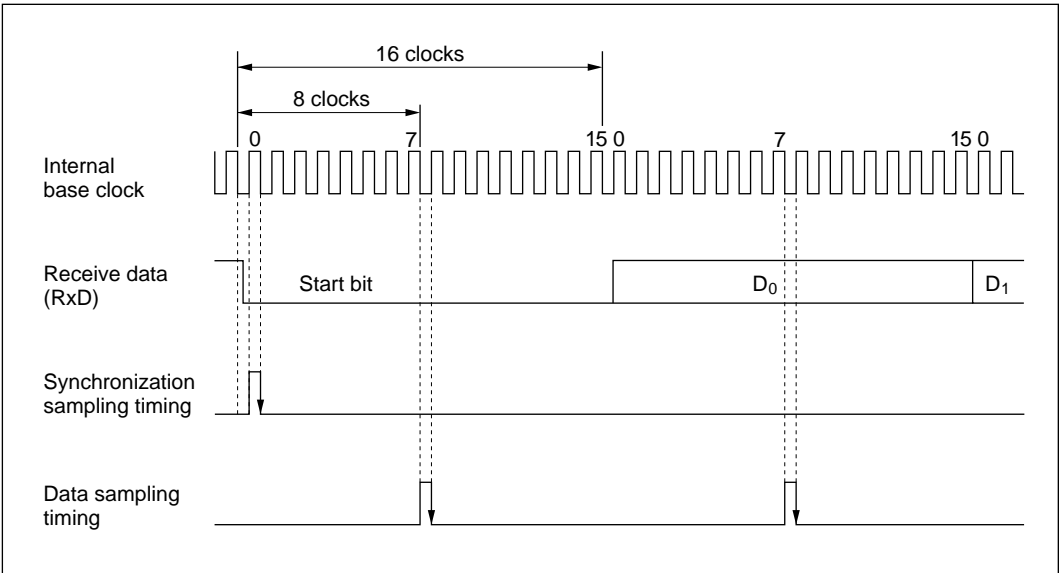 16 clocks
8 clocks
0 7 15 0 7 15 0
Internal
base clock
Receive data
(RxD)
Start bit
D0
D1
Synchronization
sampling timing
Data sampling
timing